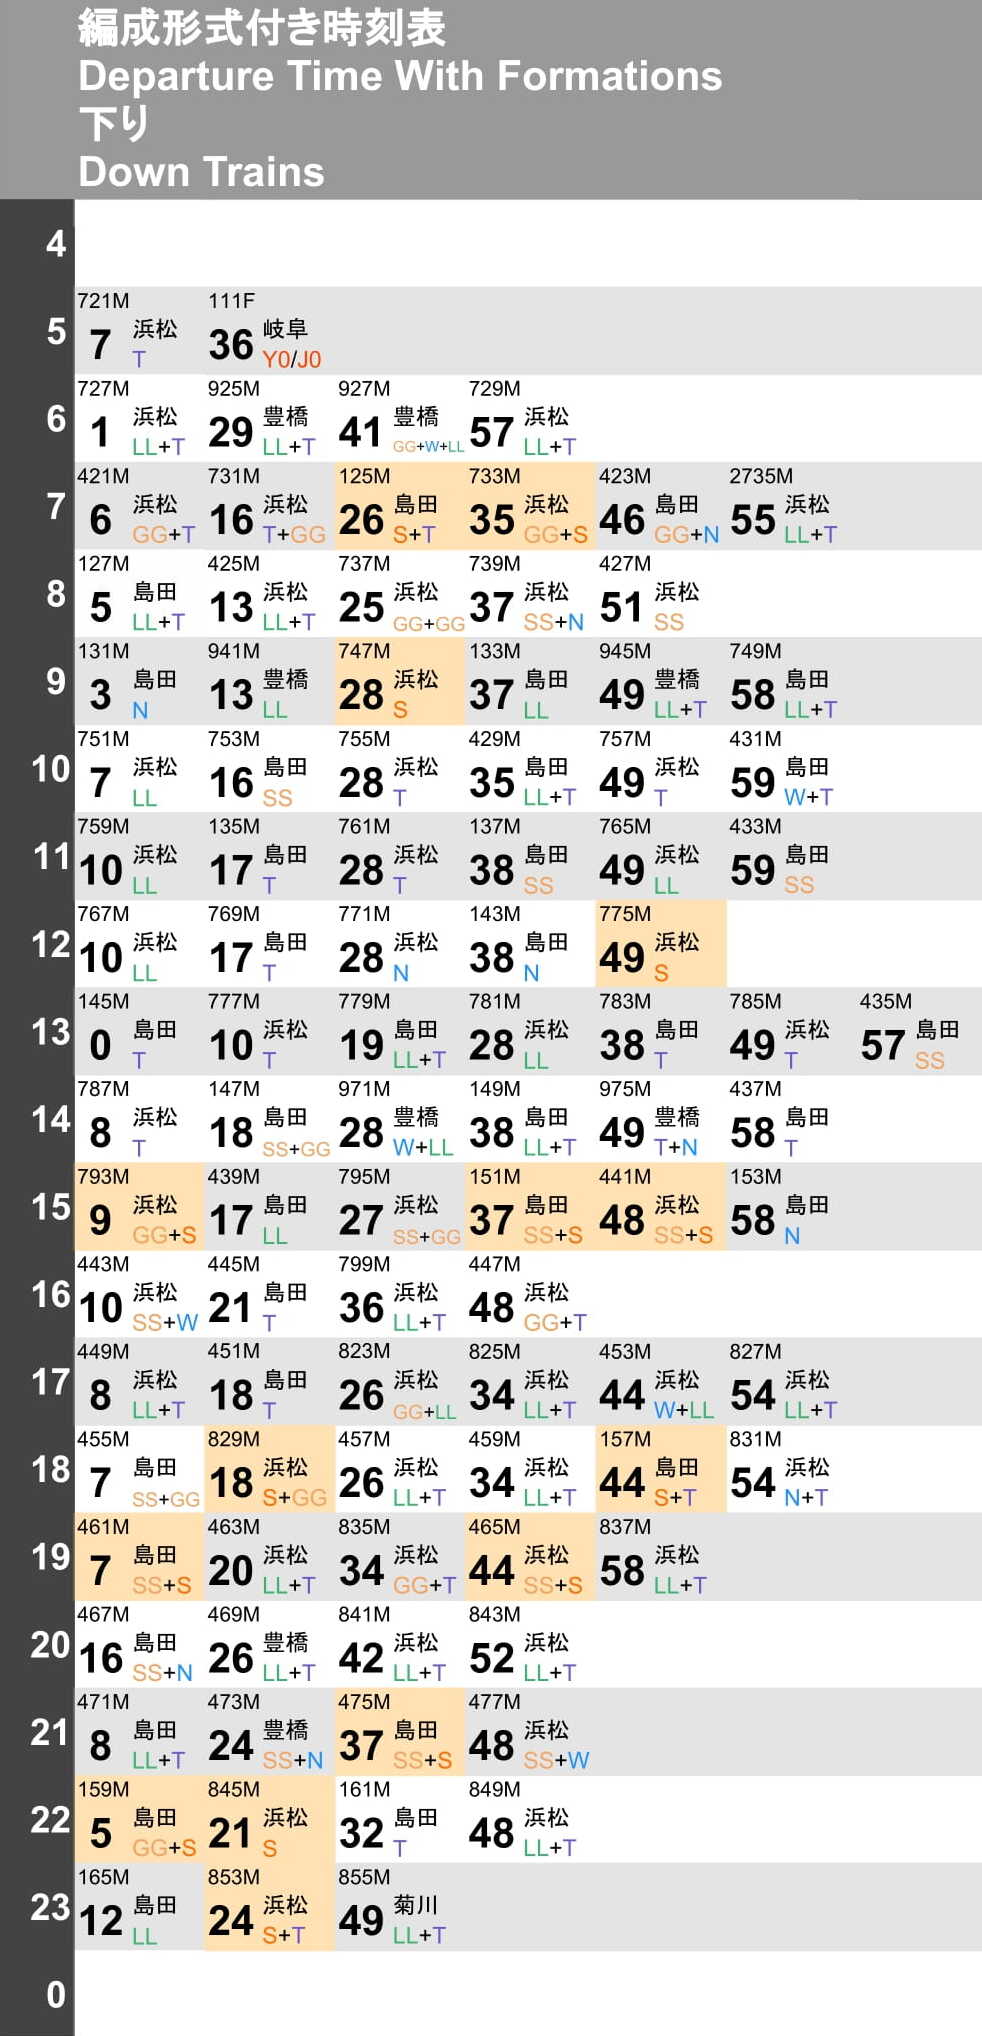 編成形式付き時刻表
Departure Time With Formations
下り
Down Trains
4
5
721M 111F
7 浜松 36 岐阜
T Y0/J0
6
727M 925M 927M 729M
1 浜松 29 豊橋 41 豊橋 57 浜松
LL+T LL+T GG+W+LL LL+T
7
421M 731M 125M 733M 423M 2735M
6 浜松 16 浜松 26 島田 35 浜松 46 島田 55 浜松
GG+T T+GG S+T GG+S GG+N LL+T
8
127M 425M 737M 739M 427M
5 島田 13 浜松 25 浜松 37 浜松 51 浜松
LL+T LL+T GG+GG SS+N SS
9
131M 941M 747M 133M 945M 749M
3 島田 13 豊橋 28 浜松 37 島田 49 豊橋 58 島田
N LL S LL LL+T LL+T
10
751M 753M 755M 429M 757M 431M
7 浜松 16 島田 28 浜松 35 島田 49 浜松 59 島田
LL SS T LL+T T W+T
11
759M 135M 761M 137M 765M 433M
10 浜松 17 島田 28 浜松 38 島田 49 浜松 59 島田
LL T T SS LL SS
12
767M 769M 771M 143M 775M
10 浜松 17 島田 28 浜松 38 島田 49 浜松
LL T N N S
13
145M 777M 779M 781M 783M 785M 435M
0 島田 10 浜松 19 島田 28 浜松 38 島田 49 浜松 57 島田
T T LL+T LL T T SS
14
787M 147M 971M 149M 975M 437M
8 浜松 18 島田 28 豊橋 38 島田 49 豊橋 58 島田
T SS+GG W+LL LL+T T+N T
15
793M 439M 795M 151M 441M 153M
9 浜松 17 島田 27 浜松 37 島田 48 浜松 58 島田
GG+S LL SS+GG SS+S SS+S N
16
443M 445M 799M 447M
10 浜松 21 島田 36 浜松 48 浜松
SS+W T LL+T GG+T
17
449M 451M 823M 825M 453M 827M
8 浜松 18 島田 26 浜松 34 浜松 44 浜松 54 浜松
LL+T T GG+LL LL+T W+LL LL+T
18
455M 829M 457M 459M 157M 831M
7 島田 18 浜松 26 浜松 34 浜松 44 島田 54 浜松
SS+GG S+GG LL+T LL+T S+T N+T
19
461M 463M 835M 465M 837M
7 島田 20 浜松 34 浜松 44 浜松 58 浜松
SS+S LL+T GG+T SS+S LL+T
20
467M 469M 841M 843M
16 島田 26 豊橋 42 浜松 52 浜松
SS+N LL+T LL+T LL+T
21
471M 473M 475M 477M
8 島田 24 豊橋 37 島田 48 浜松
LL+T SS+N SS+S SS+W
22
159M 845M 161M 849M
5 島田 21 浜松 32 島田 48 浜松
GG+S S T LL+T
23
165M 853M 855M
12 島田 24 浜松 49 菊川
LL S+T LL+T
0